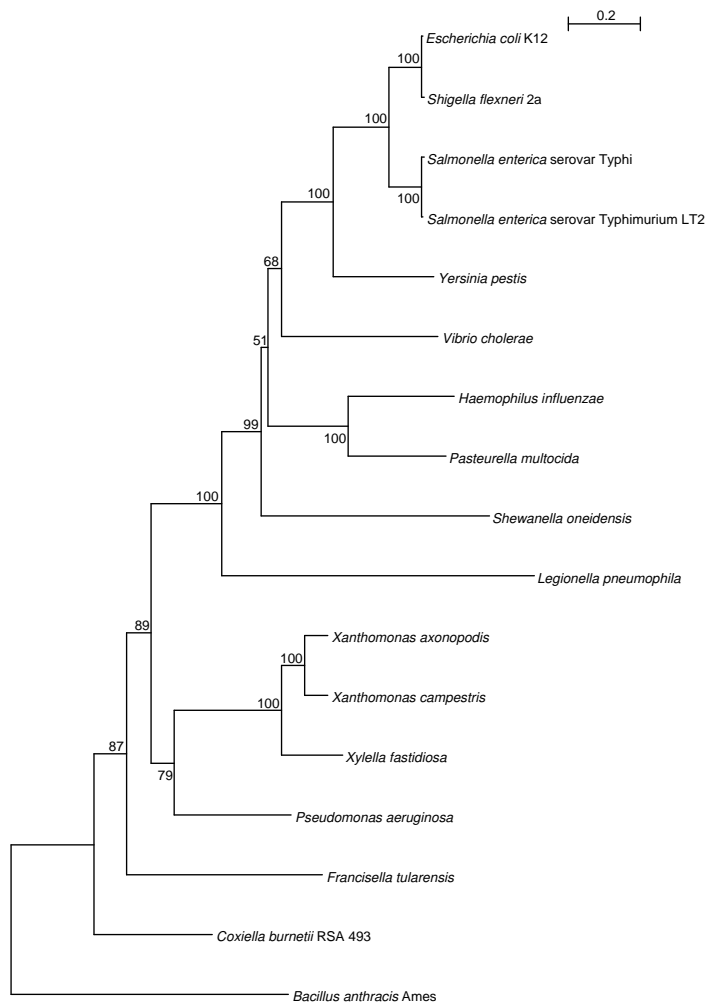 0.2
Escherichia coli K12
100
Shigella flexneri 2a
100
Salmonella enterica serovar Typhi
100
100
Salmonella enterica serovar Typhimurium LT2
68
Yersinia pestis
Vibrio cholerae
51
Haemophilus influenzae
99
100
Pasteurella multocida
100
Shewanella oneidensis
Legionella pneumophila
89
Xanthomonas axonopodis
100
Xanthomonas campestris
100
87
Xylella fastidiosa
79
Pseudomonas aeruginosa
Francisella tularensis
Coxiella burnetii RSA 493
Bacillus anthracis Ames